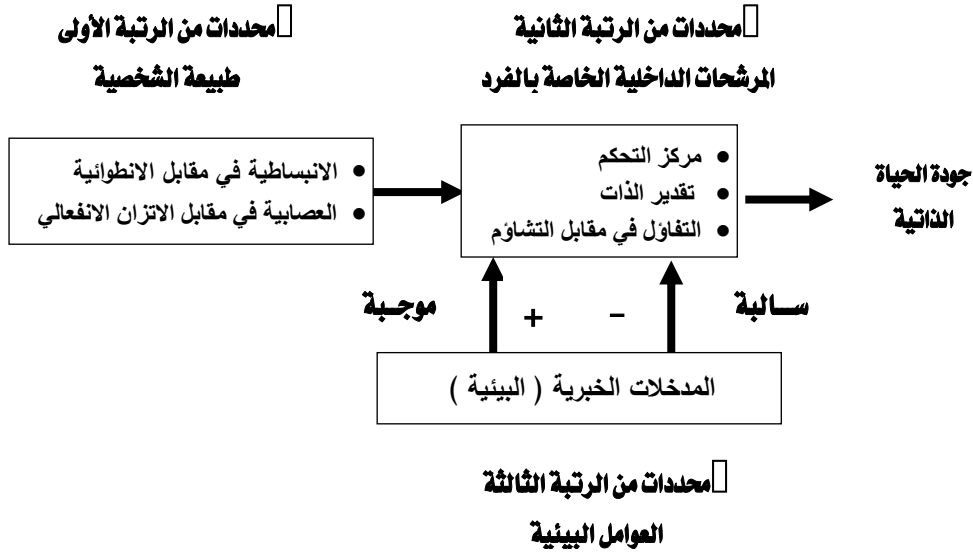 محددات من الرتبة الأولى
طبيعة الشخصية
محددات من الرتبة الثانية
المرشحات الداخلية الخاصة بالفرد
• الانبساطية في مقابل الانطوائية
• العصابية في مقابل الاتزان الانفعالي
• مركز التحكم
• تقدير الذات
• التفاؤل في مقابل التشاؤم
جودة الحياة
الذاتية
موجـبة
+
−
ســالبة
المدخلات الخبرية ( البيئية )
محددات من الرتبة الثالثة
العوامل البيئية